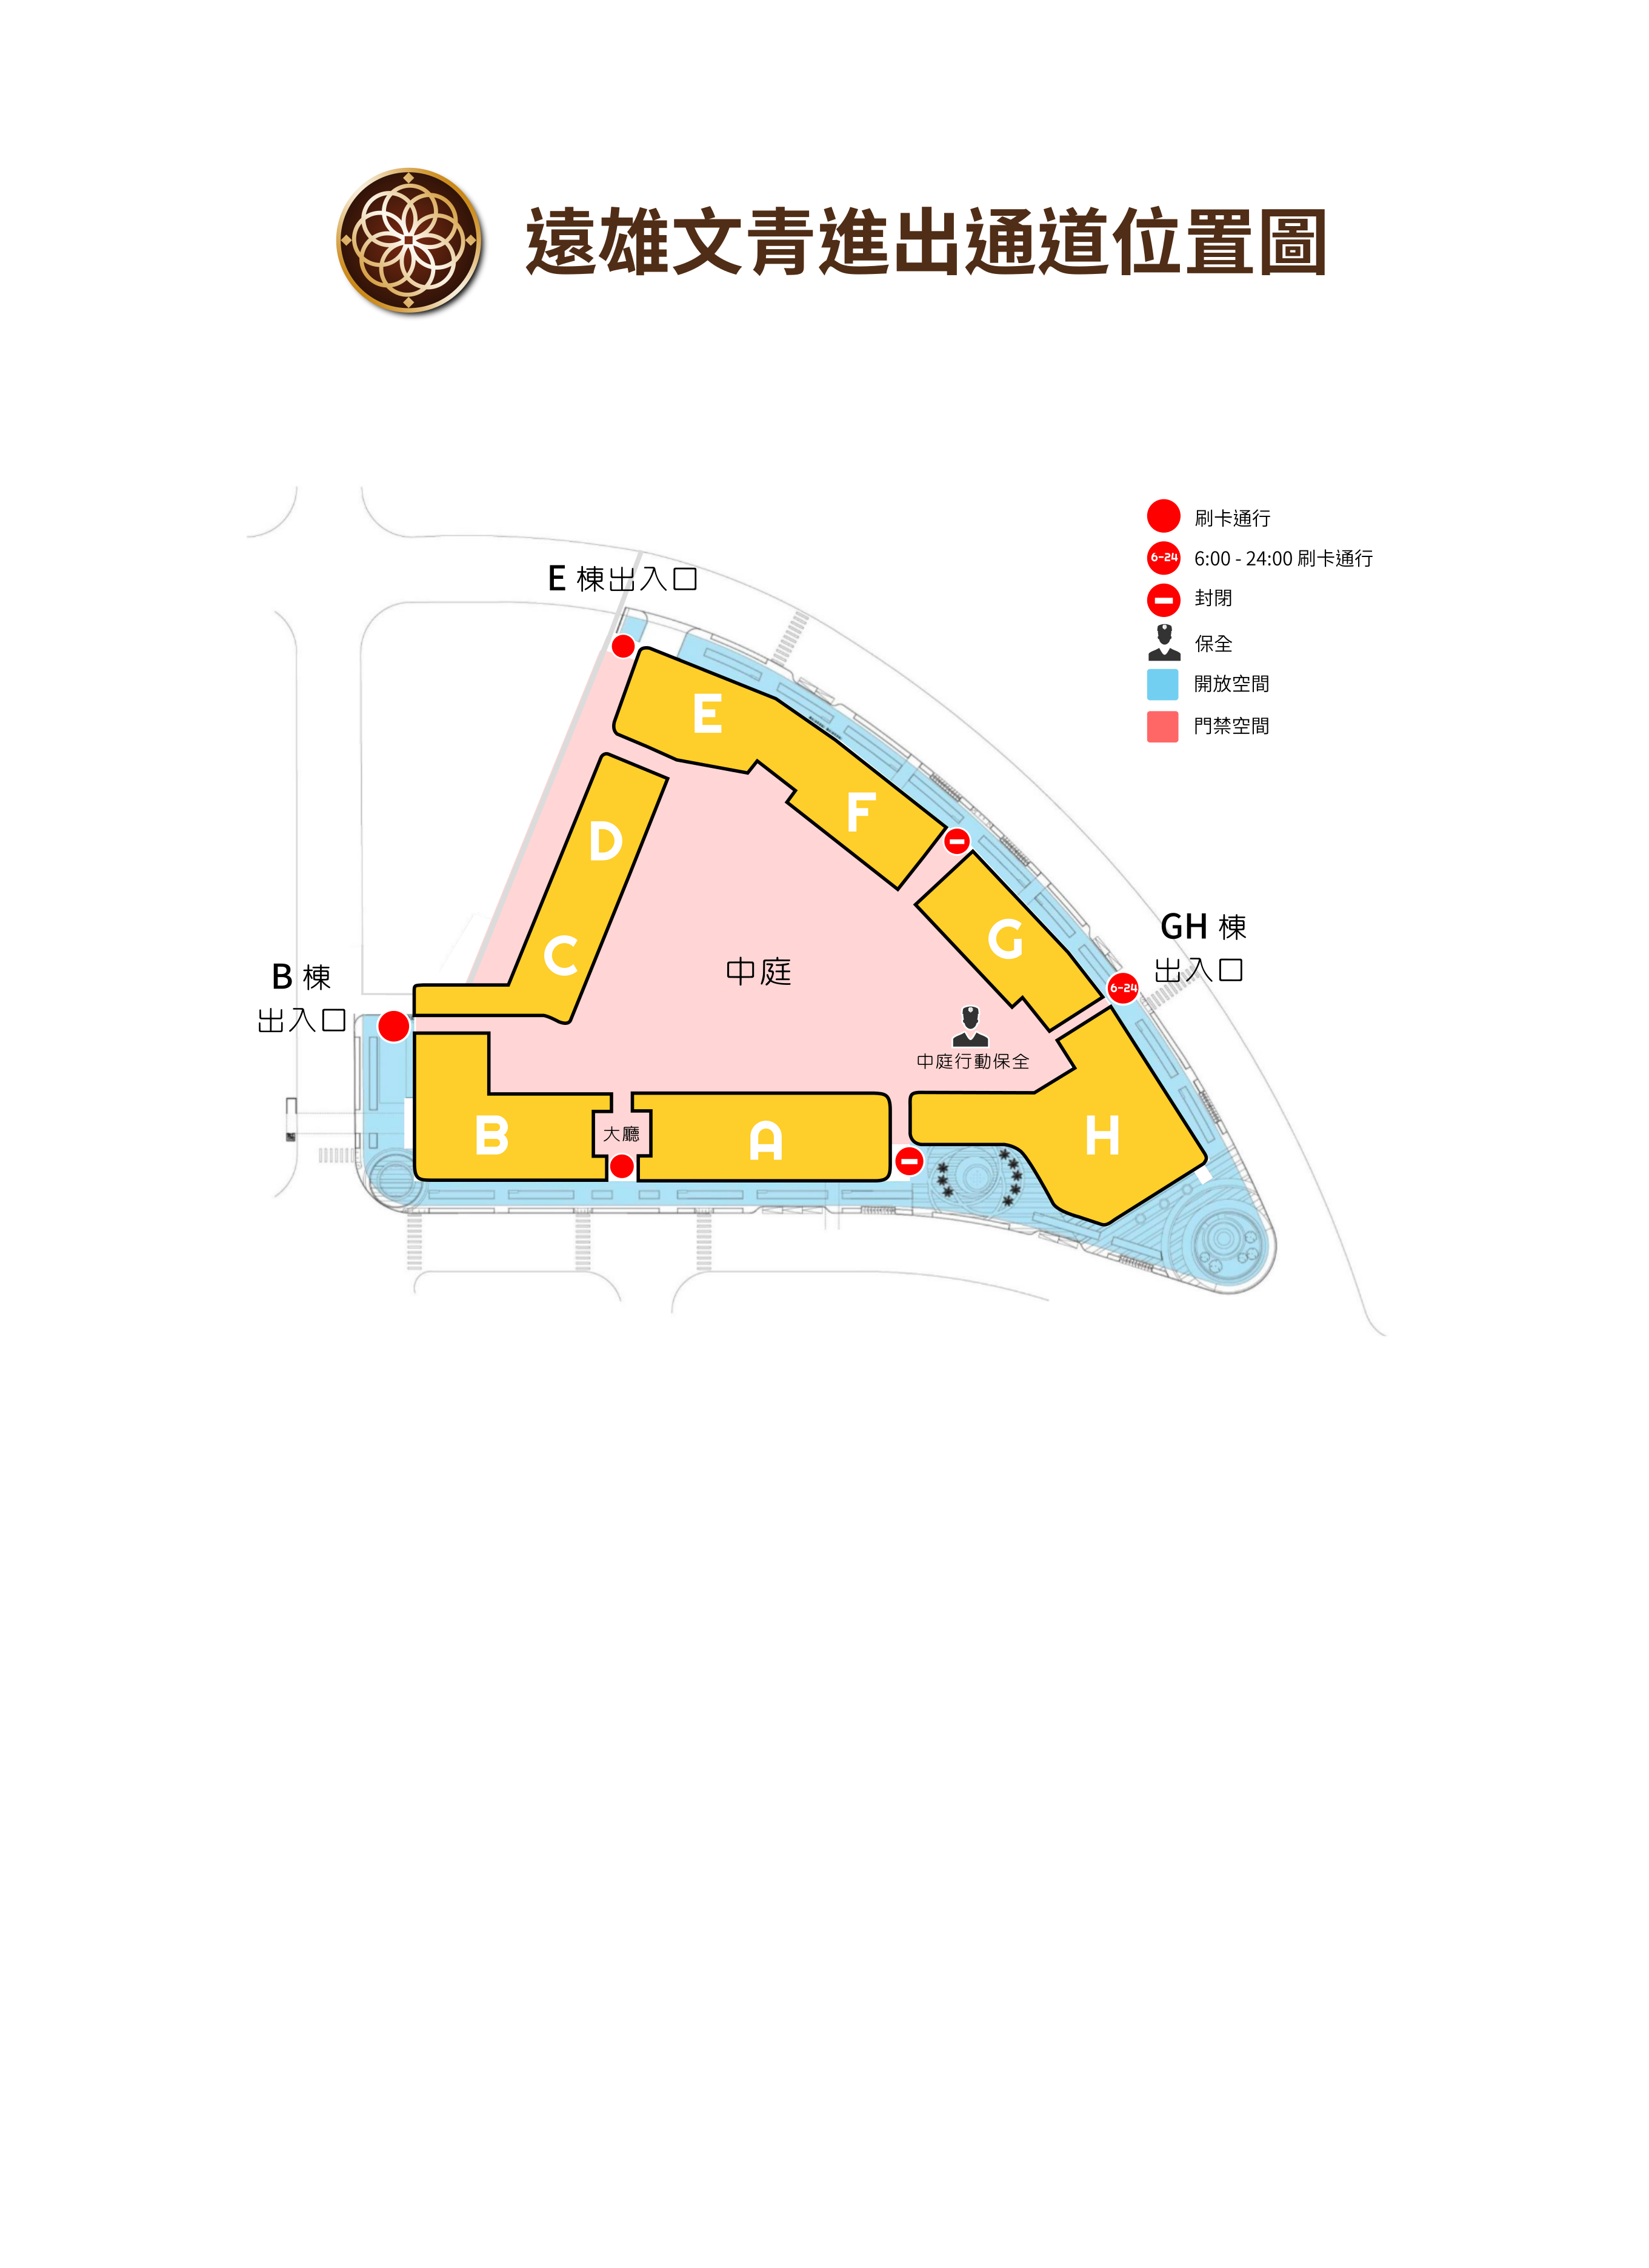 遠雄文青進出通道位置圖
刷卡通行
6-24
6:00 - 24:00 刷卡通行
封閉
保全
開放空間
門禁空間
E 棟出入口
E
F
D
G
C
GH 棟
出入口
6-24
中庭
B 棟
出入口
中庭行動保全
B
大廳
A
H